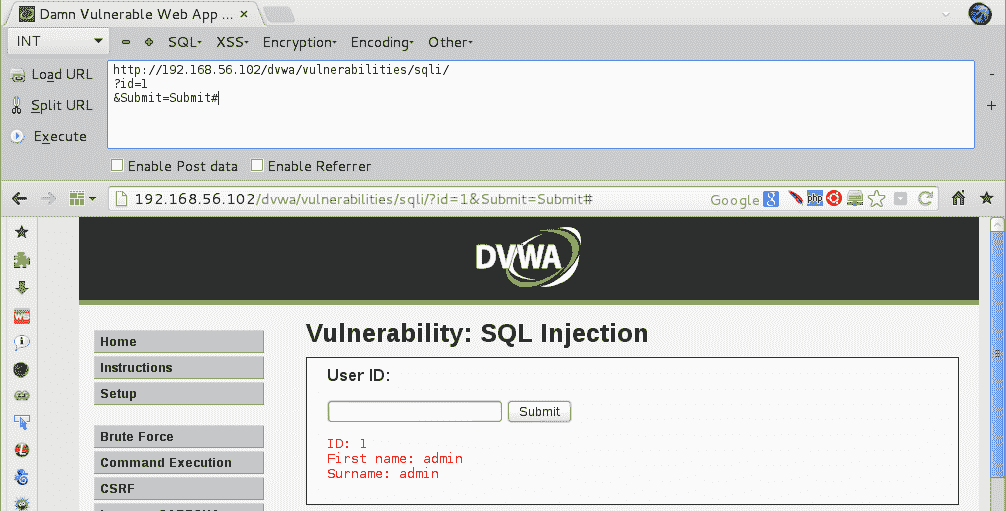 Damn Vulnerable Web App ... ×
INT SQL XSS Encryption Encoding Other
Load URL
Split URL
Execute
http://192.168.56.102/dvwa/vulnerabilities/sqli/
?id=1
&Submit=Submit#
Enable Post data Enable Referrer
192.168.56.102/dvwa/vulnerabilities/sqli/?id=1&Submit=Submit# Google
DVWA
Home
Instructions
Setup
Brute Force
Command Execution
CSRF
Vulnerability: SQL Injection
User ID:
Submit
ID: 1
First name: admin
Surname: admin